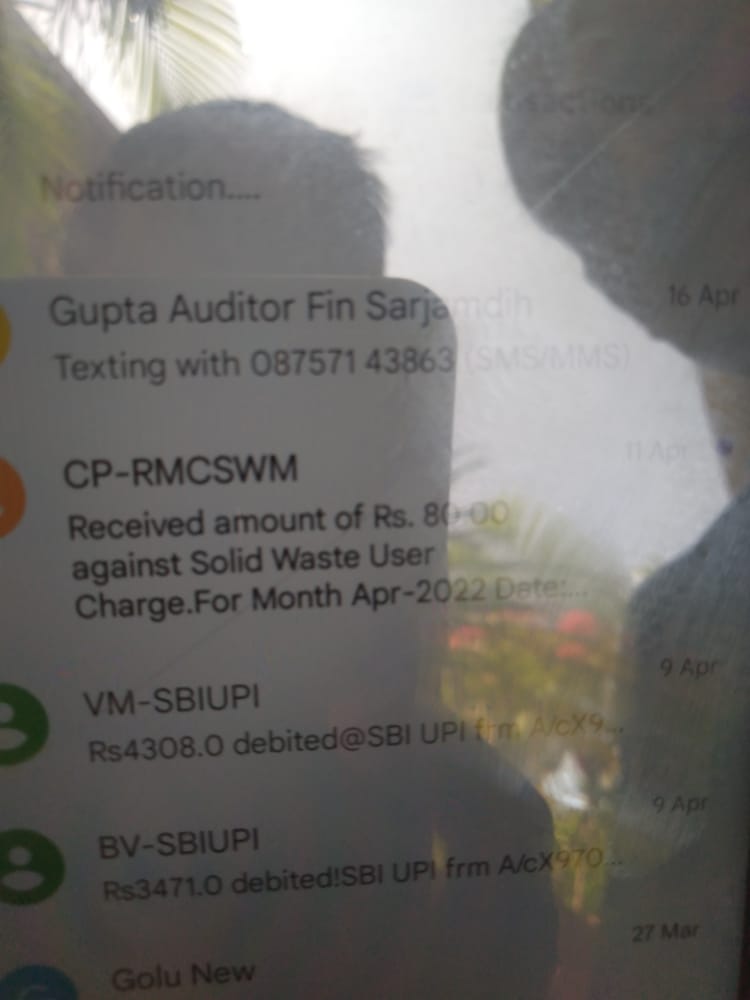 Notification....
16 Apr
Gupta Auditor Fin Sarjamdih
Texting with 087571 43863 (SMS/MMS)
11 Apr
CP-RMCSWM
Received amount of Rs. 80.00
against Solid Waste User
Charge.For Month Apr-2022 Date:...
9 Apr
VM-SBIUPI
Rs4308.0 debited@SBI UPI frm A/cX9...
9 Apr
BV-SBIUPI
Rs3471.0 debited!SBI UPI frm A/cX970...
27 Mar
Golu New